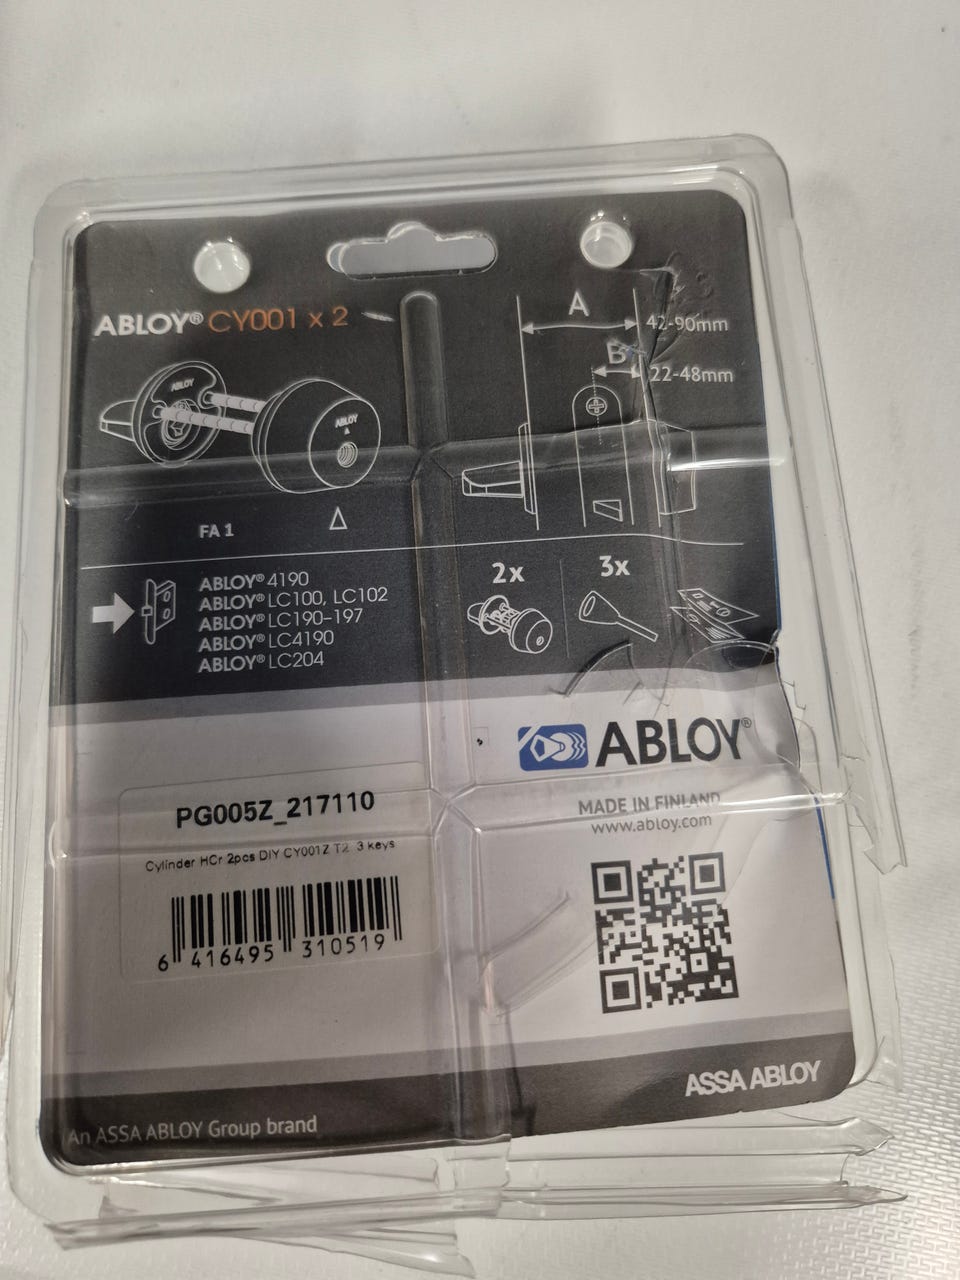 ABLOY® CY001 x 2
A
42-90mm
B
22-48mm
ABLOY
ABLOY
FA 1
ABLOY® 4190
ABLOY® LC100, LC102
ABLOY® LC190-197
ABLOY® LC4190
ABLOY® LC204
2x
3x
ABLOY®
MADE IN FINLAND
www.abloy.com
PG005Z_217110
Cylinder HCr 2pcs DIY CY001Z T2 3 keys
6 416495 310519
ASSA ABLOY
An ASSA ABLOY Group brand